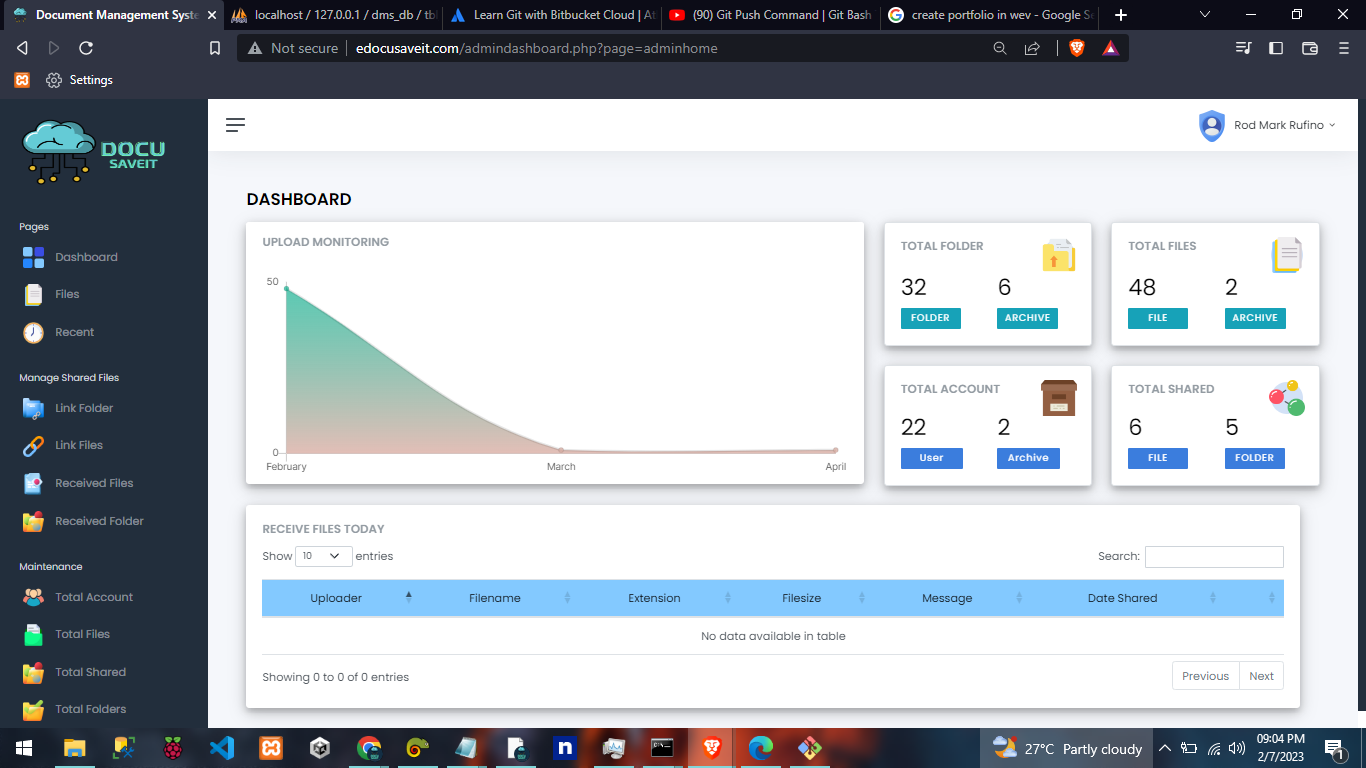 Document Management Syste
localhost / 127.0.0.1 / dms_db / tbl
Learn Git with Bitbucket Cloud | At
(90) Git Push Command | Git Bash
create portfolio in wev - Google Se
Not secure
edocusaveit.com/admindashboard.php?page=adminhome
Settings
DOCU
SAVEIT
Rod Mark Rufino
Pages
Dashboard
Files
Recent
Manage Shared Files
Link Folder
Link Files
Received Files
Received Folder
Maintenance
Total Account
Total Files
Total Shared
Total Folders
DASHBOARD
UPLOAD MONITORING
50
0
February March April
TOTAL FOLDER
32 6
FOLDER ARCHIVE
TOTAL FILES
48 2
FILE ARCHIVE
TOTAL ACCOUNT
22 2
User Archive
TOTAL SHARED
6 5
FILE FOLDER
RECEIVE FILES TODAY
Show 10 entries Search:
Uploader Filename Extension Filesize Message Date Shared
No data available in table
Showing 0 to 0 of 0 entries Previous Next
27°C Partly cloudy
09:04 PM
2/7/2023
1